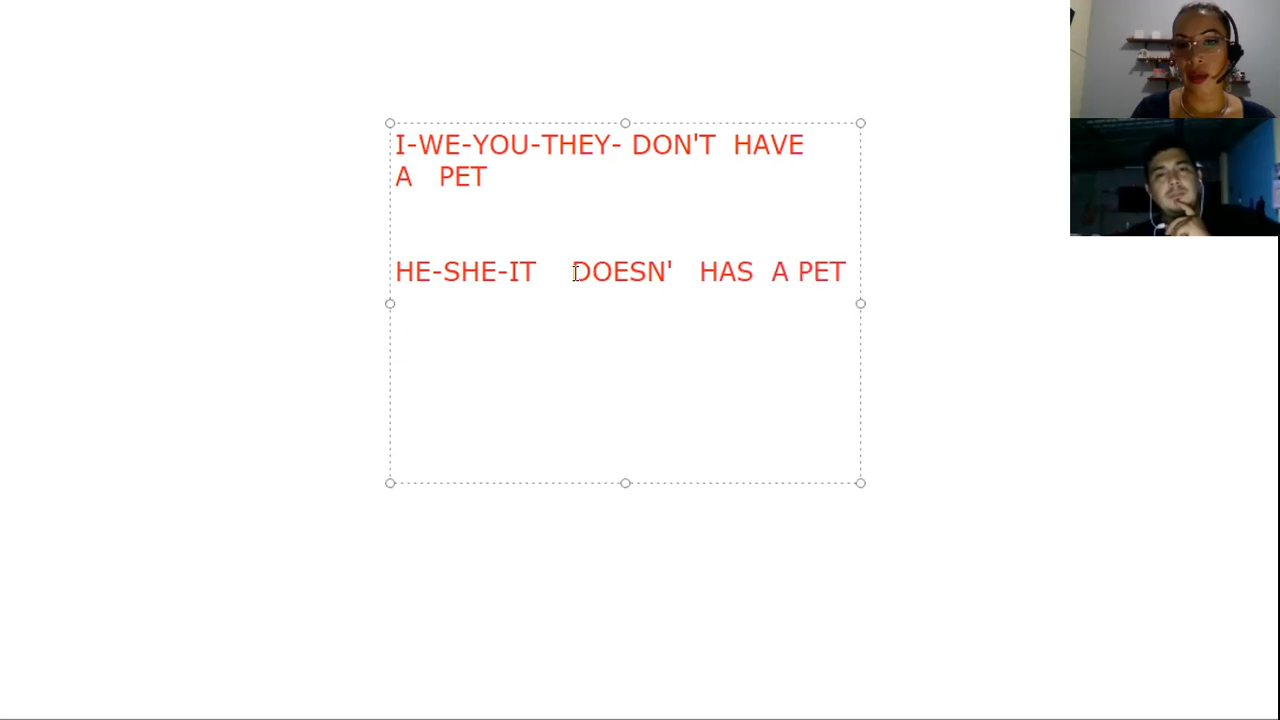 I-WE-YOU-THEY- DON'T HAVE
A PET
HE-SHE-IT DOESN' HAS A PET